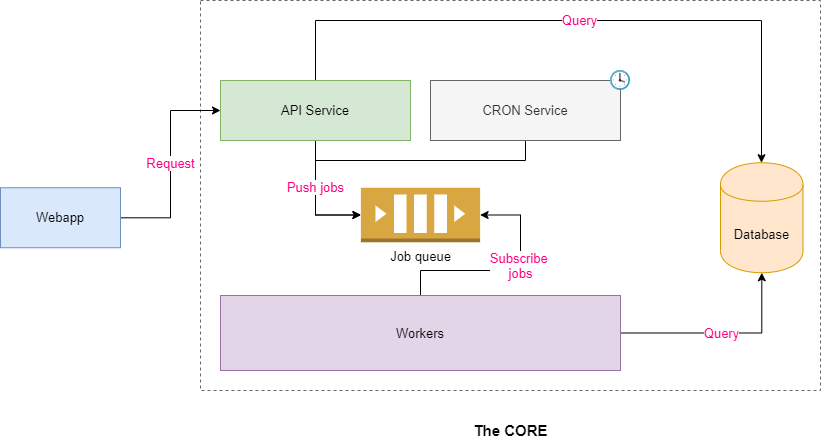 Query
API Service
CRON Service
Request
Push jobs
Webapp
Database
Job queue
Subscribe
jobs
Workers
Query
The CORE